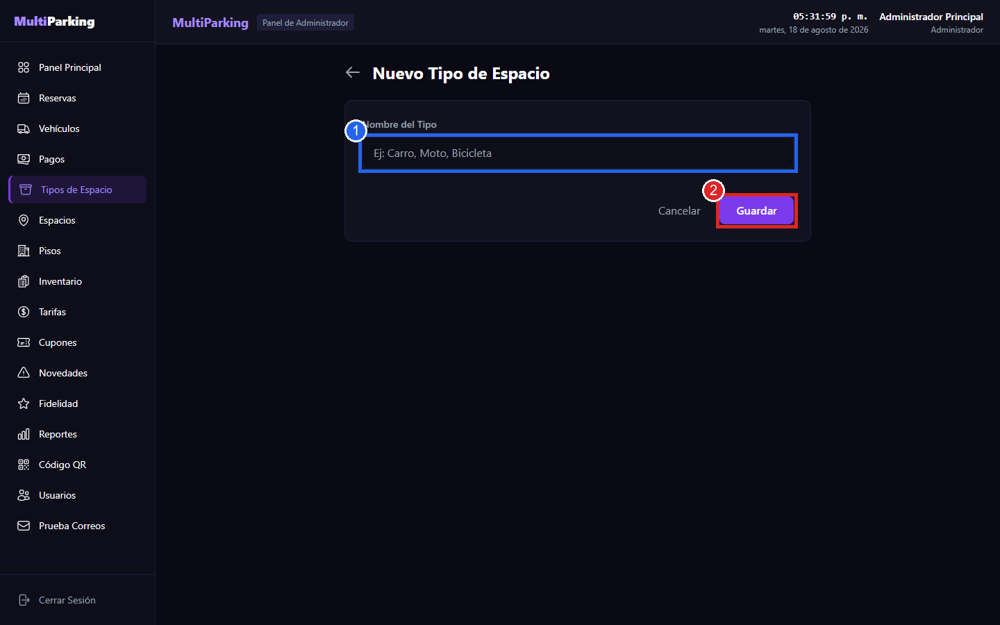 MultiParking
Panel Principal
Reservas
Vehículos
Pagos
Tipos de Espacio
Espacios
Pisos
Inventario
Tarifas
Cupones
Novedades
Fidelidad
Reportes
Código QR
Usuarios
Prueba Correos
Cerrar Sesión
MultiParking
Panel de Administrador
05:31:59 p. m.
martes, 18 de agosto de 2026
Administrador Principal
Administrador
Nuevo Tipo de Espacio
Nombre del Tipo
1
Ej: Carro, Moto, Bicicleta
2
Cancelar
Guardar